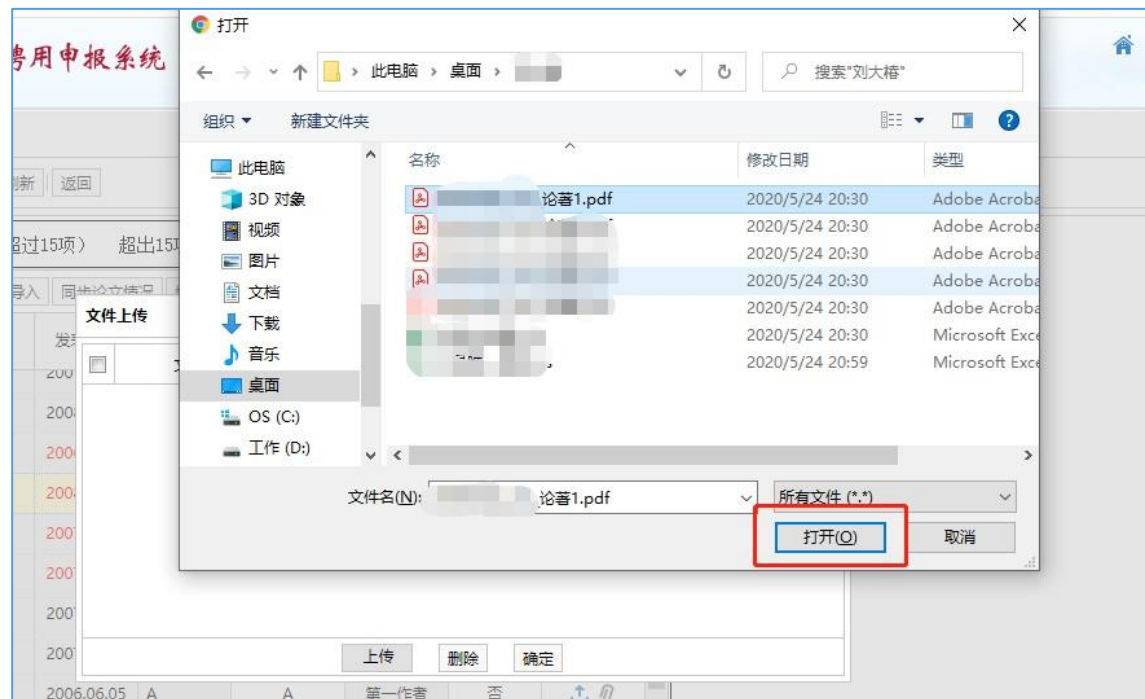 打开
聘用申报系统
此电脑 › 桌面 ›
搜索"刘大椿"
组织 新建文件夹
刷新 返回
超过15项） 超出15项
导入 同步论文情况
文件上传
此电脑
3D 对象
视频
图片
文档
下载
音乐
桌面
OS (C:)
工作 (D:)
名称 修改日期 类型
论著1.pdf 2020/5/24 20:30 Adobe Acroba
2020/5/24 20:30 Adobe Acroba
2020/5/24 20:30 Adobe Acroba
2020/5/24 20:30 Adobe Acroba
2020/5/24 20:30 Adobe Acroba
2020/5/24 20:30 Microsoft Exce
2020/5/24 20:59 Microsoft Exce
文件名(N): _论著1.pdf 所有文件 (*.*)
打开(O) 取消
发
200
200
200
200
200
200
200
200
上传 删除 确定
2006.06.05 A A 第一作者 否